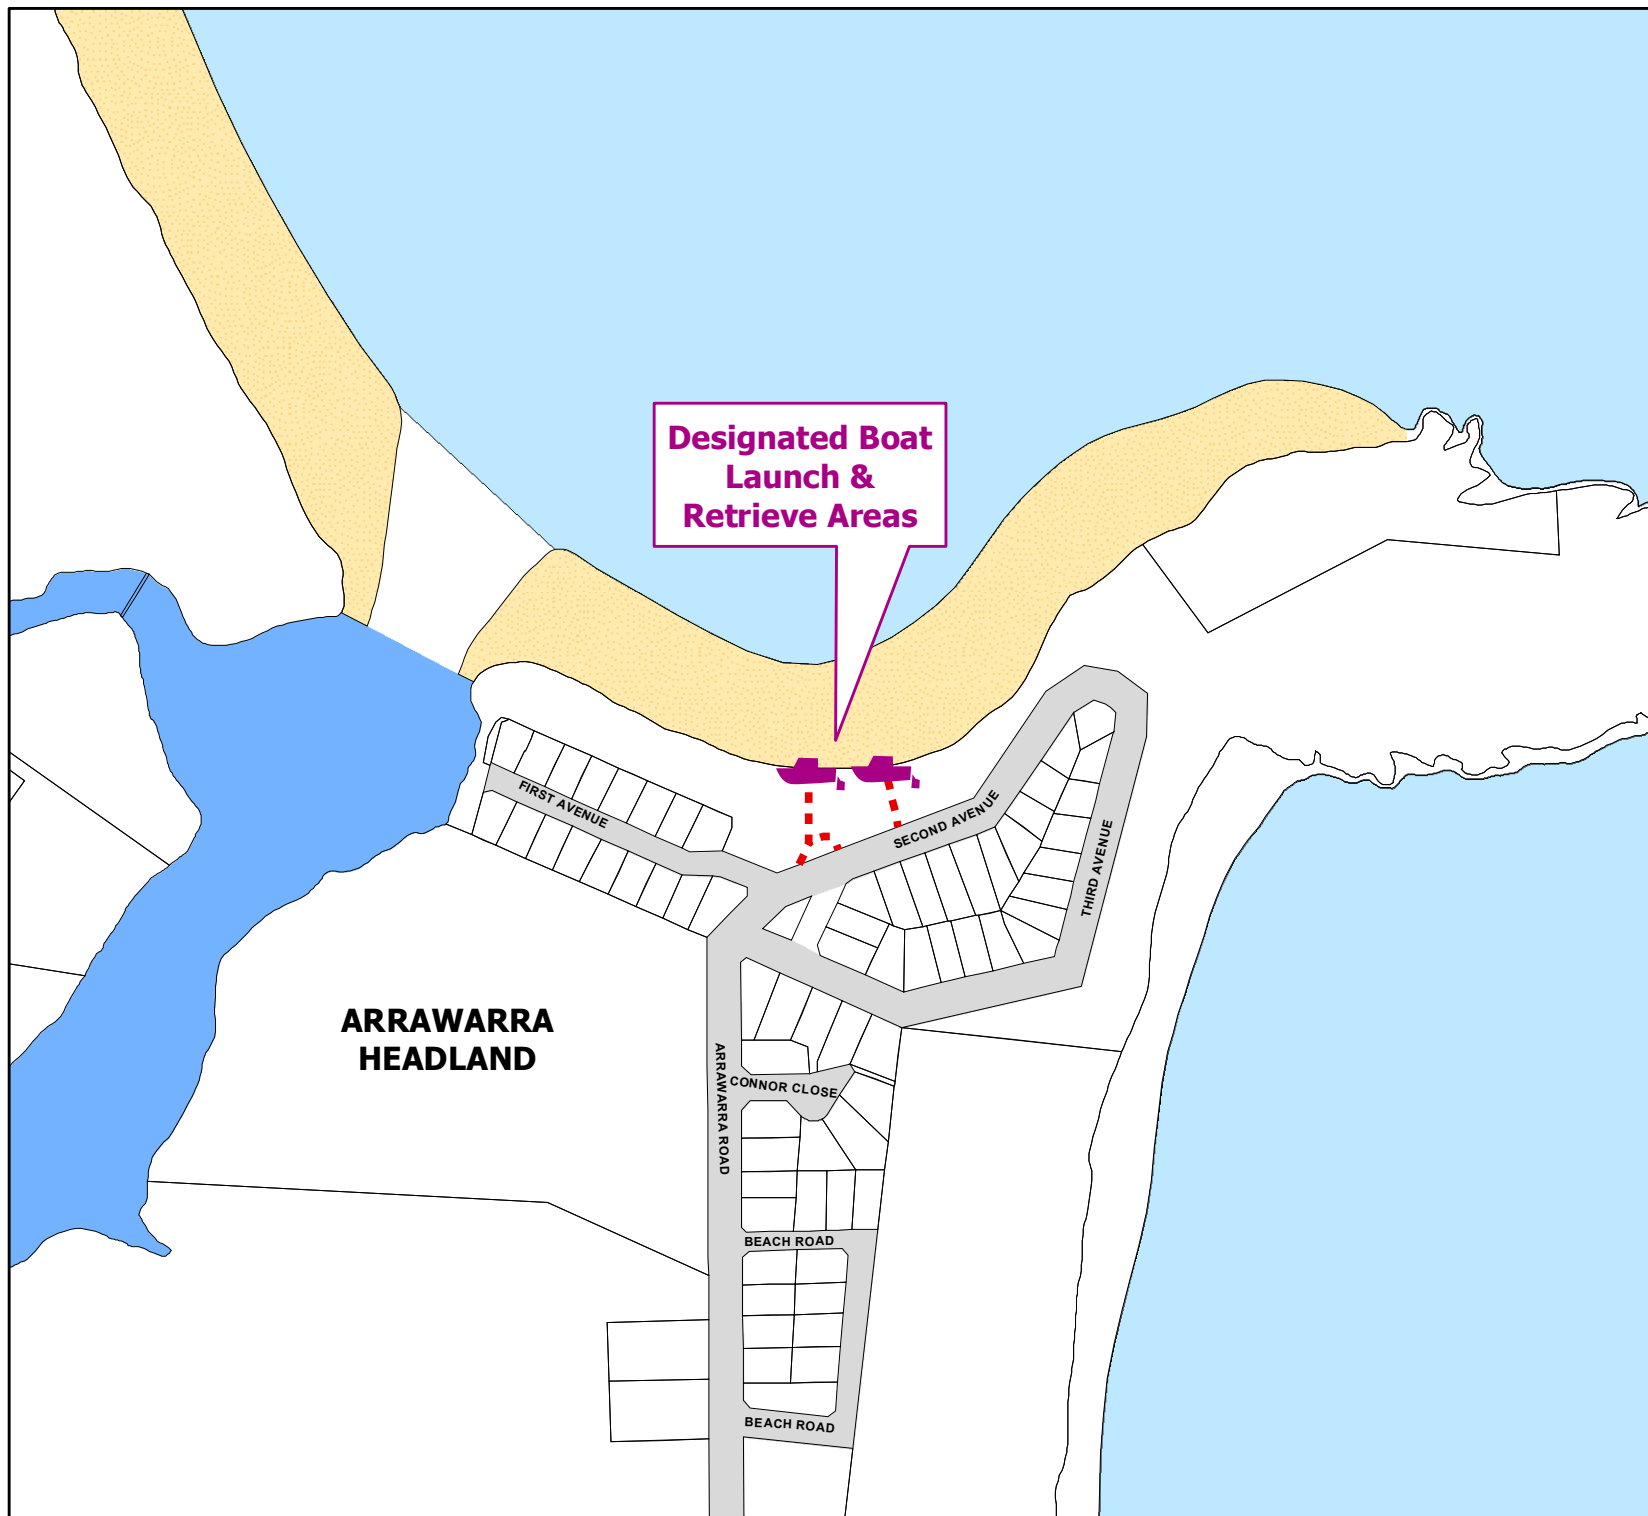 Designated Boat
Launch &
Retrieve Areas
FIRST AVENUE
SECOND AVENUE
THIRD AVENUE
ARRAWARRA
HEADLAND
ARRAWARRA ROAD
CONNOR CLOSE
BEACH ROAD
BEACH ROAD